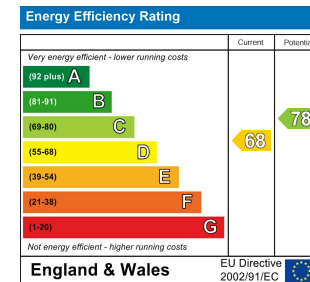 Energy Efficiency Rating
Current Potentia
Very energy efficient - lower running costs
(92 plus) A
(81-91) B
(69-80) C
(55-68) D
(39-54) E
(21-38) F
(1-20) G
68
78
Not energy efficient - higher running costs
England & Wales
EU Directive
2002/91/EC